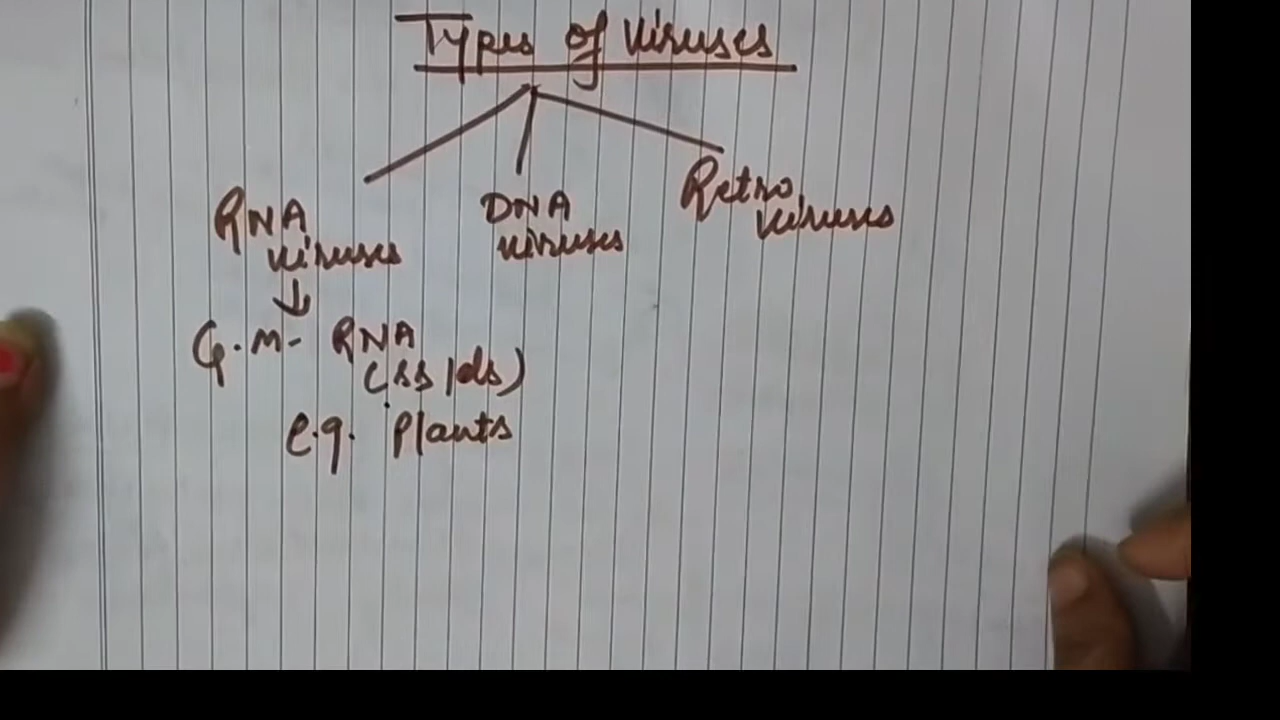 Types of Viruses
RNA
viruses
DNA
viruses
Retro
viruses
G.M- RNA
(ss/ds)
e.g. Plants